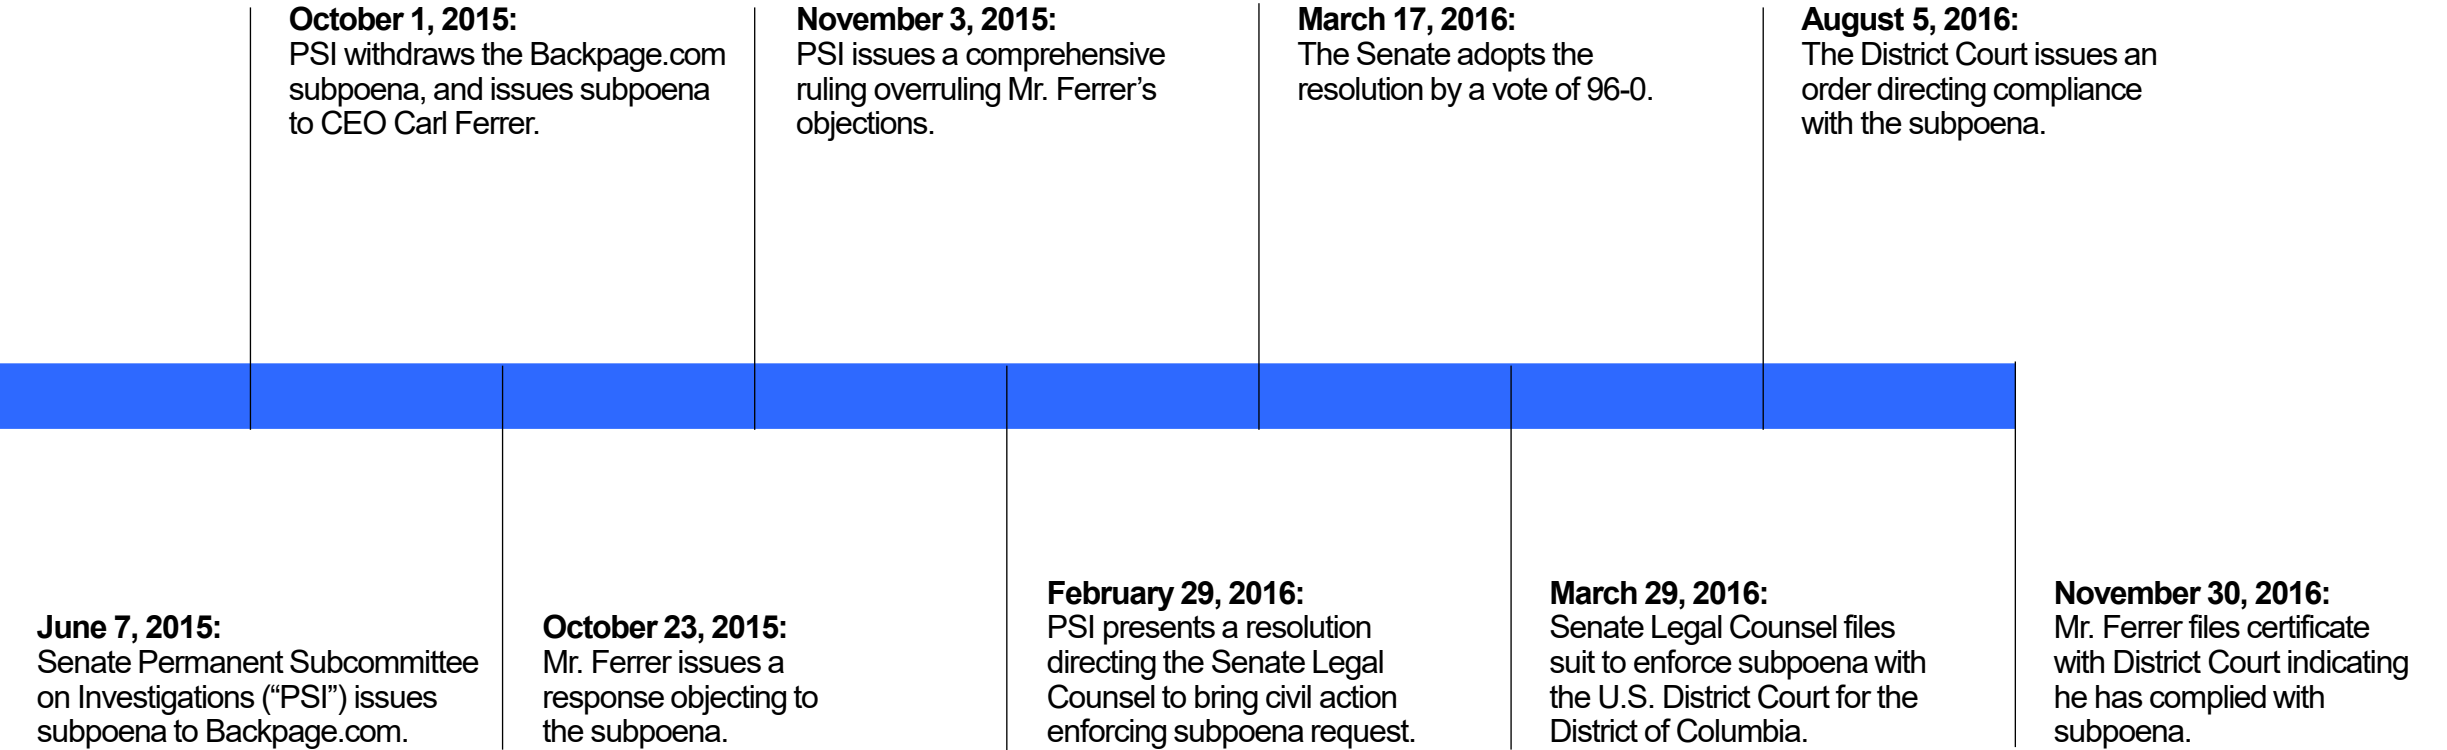 October 1, 2015:
PSI withdraws the Backpage.com
subpoena, and issues subpoena
to CEO Carl Ferrer.
November 3, 2015:
PSI issues a comprehensive
ruling overruling Mr. Ferrer’s
objections.
March 17, 2016:
The Senate adopts the
resolution by a vote of 96-0.
August 5, 2016:
The District Court issues an
order directing compliance
with the subpoena.
June 7, 2015:
Senate Permanent Subcommittee
on Investigations (“PSI”) issues
subpoena to Backpage.com.
October 23, 2015:
Mr. Ferrer issues a
response objecting to
the subpoena.
February 29, 2016:
PSI presents a resolution
directing the Senate Legal
Counsel to bring civil action
enforcing subpoena request.
March 29, 2016:
Senate Legal Counsel files
suit to enforce subpoena with
the U.S. District Court for the
District of Columbia.
November 30, 2016:
Mr. Ferrer files certificate
with District Court indicating
he has complied with
subpoena.